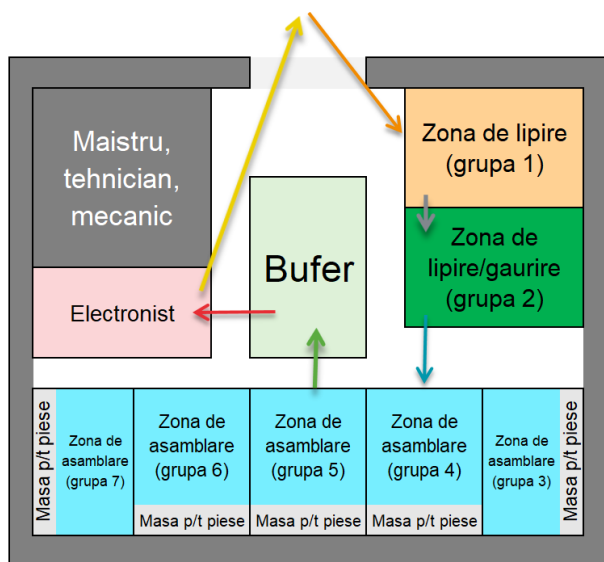 Maistru,
tehnician,
mecanic
Zona de lipire
(grupa 1)
Zona de
lipire/gaurire
(grupa 2)
Bufer
Electronist
Masa p/t piese
Zona de
asamblare
(grupa 7)
Zona de
asamblare
(grupa 6)
Masa p/t piese
Zona de
asamblare
(grupa 5)
Masa p/t piese
Zona de
asamblare
(grupa 4)
Masa p/t piese
Zona de
asamblare
(grupa 3)
Masa p/t piese